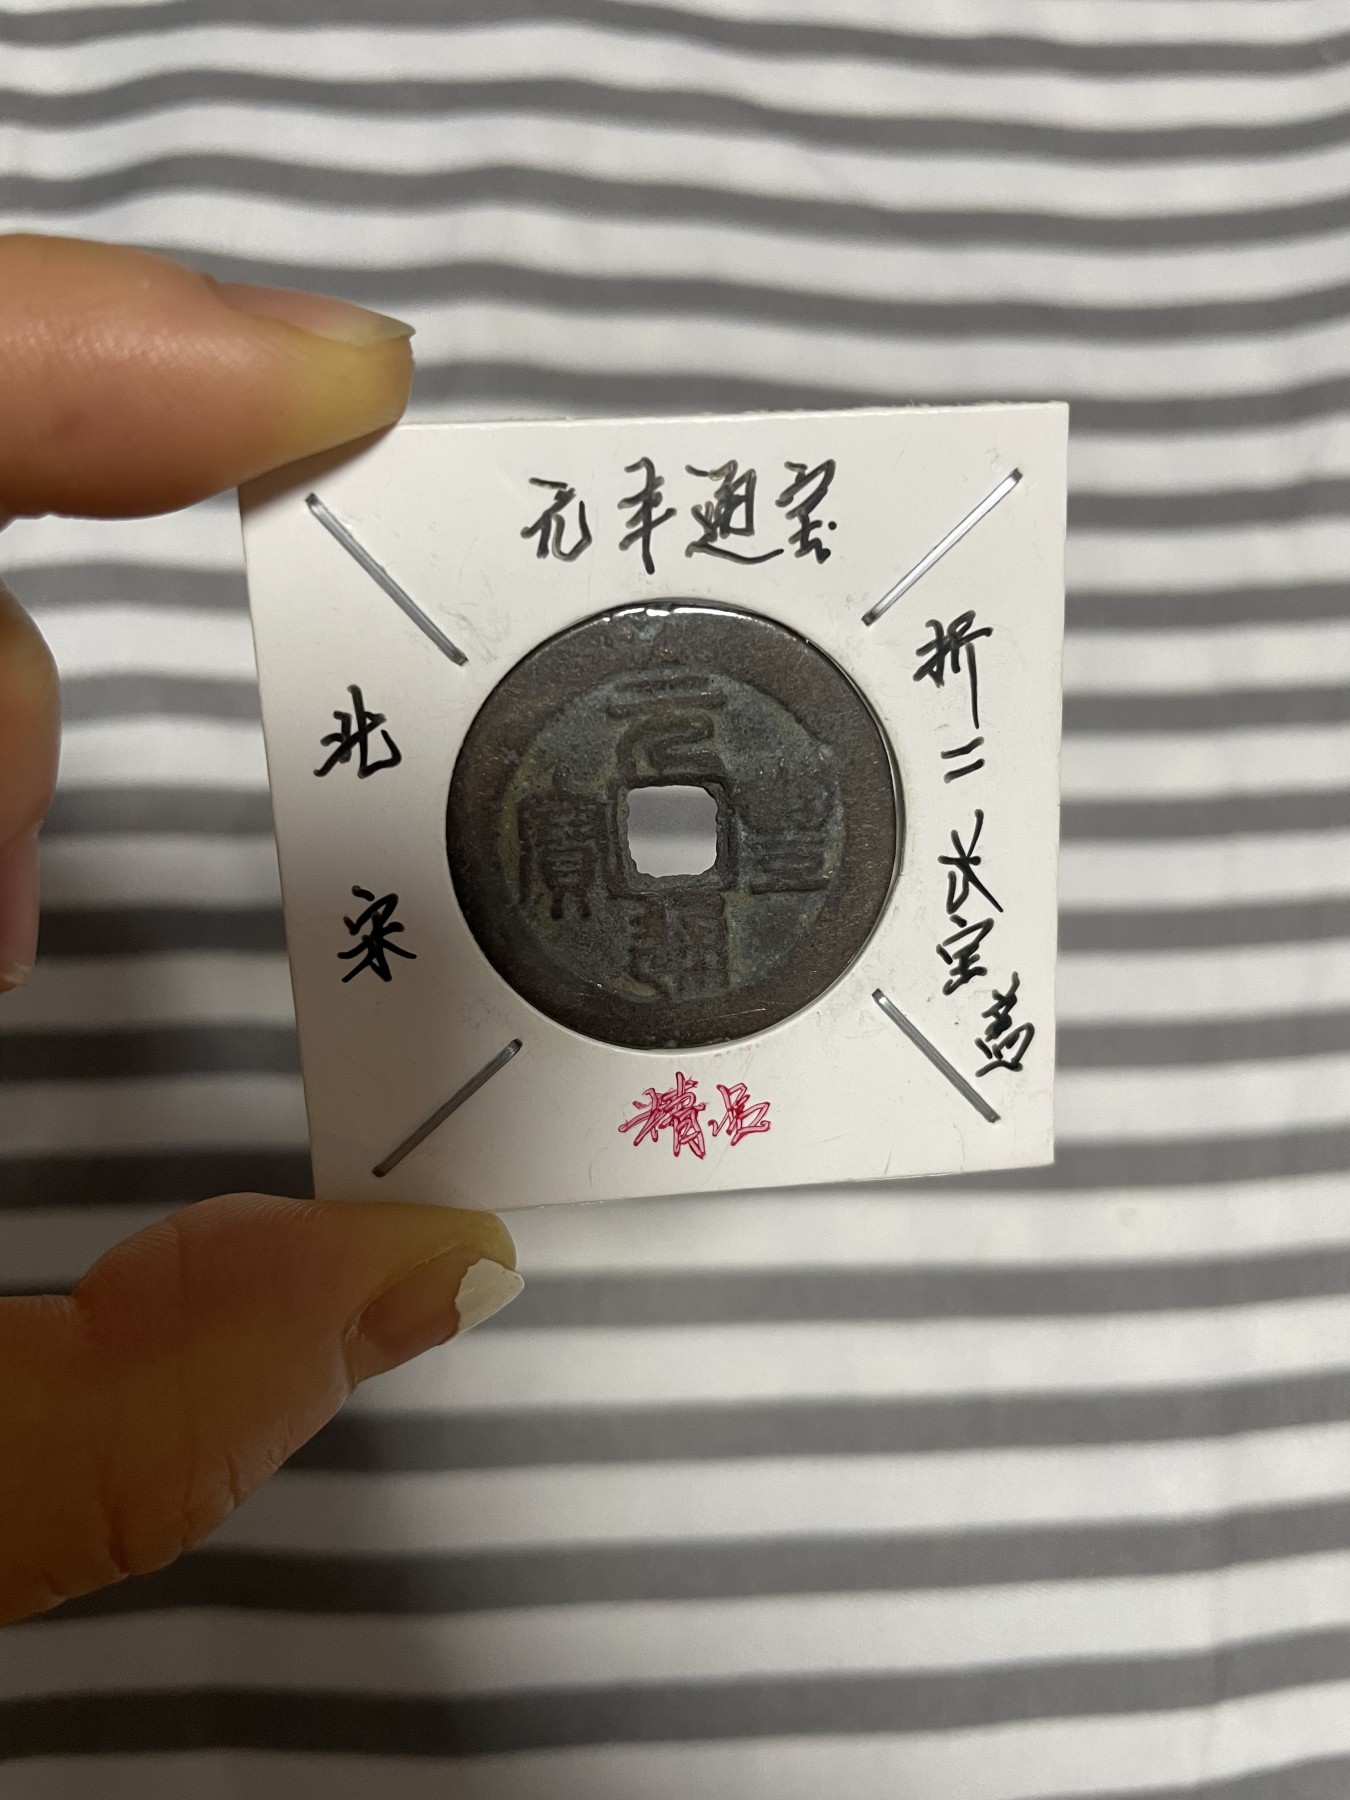 元丰通宝
北宋
折二长宝盖
元豐通寶
精品